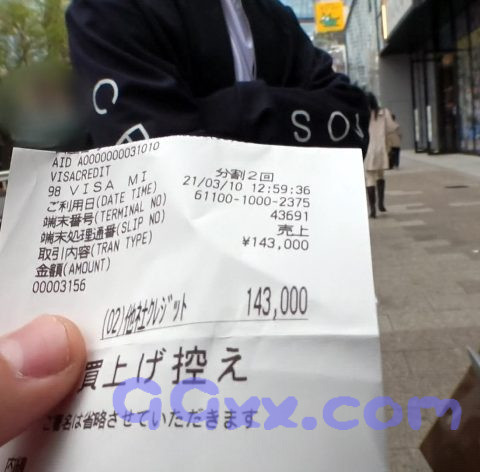 C
SO
AID A0000000031010
VISACREDIT 分割2回
98 VISA MI 21/03/10 12:59:36
ご利用日(DATE TIME) 61100-1000-2375
端末番号(TERMINAL NO) 43691
端末処理通番(SLIP NO) 売上
取引内容(TRAN TYPE) ¥143,000
金額(AMOUNT)
00003156
(02)他社クレジット 143,000
買上げ控え
ご署名は省略させていただきます
GGxx.com